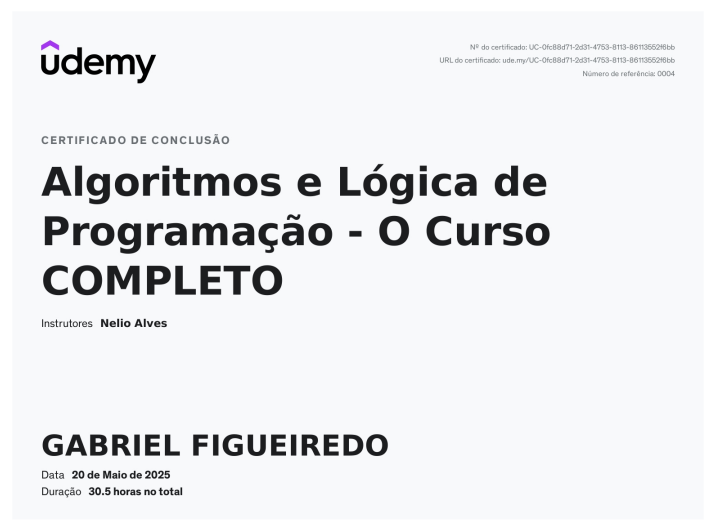 udemy
Nº do certificado: UC-0fc88d71-2d31-4753-8113-86113552f6bb
URL do certificado: ude.my/UC-0fc88d71-2d31-4753-8113-86113552f6bb
Número de referência: 0004
CERTIFICADO DE CONCLUSÃO
Algoritmos e Lógica de
Programação - O Curso
COMPLETO
Instrutores Nelio Alves
GABRIEL FIGUEIREDO
Data 20 de Maio de 2025
Duração 30.5 horas no total